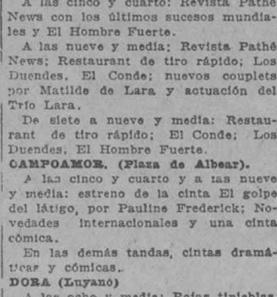 A las cinco y cuarto: Revista Pathé
News con los últimos sucesos mundia-
les y El Hombre Fuerte.
A las nueve y media: Revista Pathé
News; Restaurant de tiro rápido; Los
Duendes, El Conde; nuevos couplets
por Matilde de Lara y actuación del
Trío Lara.
De siete a nueve y media: Restau-
rant de tiro rápido; El Conde; Los
Duendes, El Hombre Fuerte.
CAMPOAMOR. (Plaza de Albear).
A las cinco y cuarto y a las nueve
y media: estreno de la cinta El golpe
del látigo, por Pauline Frederick; No-
vedades internacionales y una cinta
cómica.
En las demás tandas, cintas dramá-
ticas y cómicas.
DORA (Luyanó)
A las ocho y media: